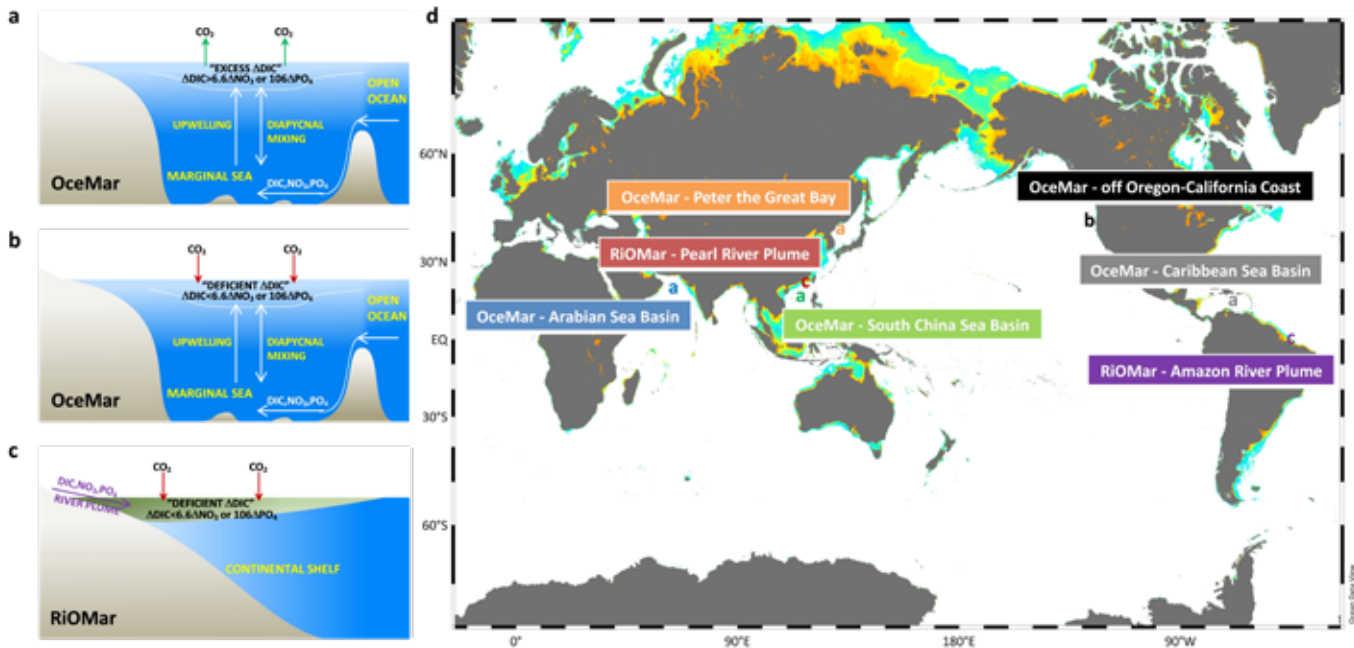 a
CO₂ CO₂
"EXCESS ΔDIC"
ΔDIC>6.6ΔNO₃ or 106ΔPO₄
OPEN
OCEAN
UPWELLING
DIAPYCNAL
MIXING
MARGINAL SEA
DIC,NO₃,PO₄
OceMar
b
CO₂ CO₂
"DEFICIENT ΔDIC"
ΔDIC<6.6ΔNO₃ or 106ΔPO₄
OPEN
OCEAN
UPWELLING
DIAPYCNAL
MIXING
MARGINAL SEA
DIC,NO₃,PO₄
OceMar
c
CO₂ CO₂
DIC,NO₃,PO₄
RIVER PLUME
"DEFICIENT ΔDIC"
ΔDIC<6.6ΔNO₃ or 106ΔPO₄
CONTINENTAL SHELF
RiOMar
d
60°N
30°N
EQ
30°S
60°S
OceMar - Peter the Great Bay
a
OceMar - off Oregon-California Coast
b
RiOMar - Pearl River Plume
c
OceMar - Caribbean Sea Basin
a
OceMar - Arabian Sea Basin
a
OceMar - South China Sea Basin
a
RiOMar - Amazon River Plume
c
0° 90°E 180°E 90°W
Ocean Data View